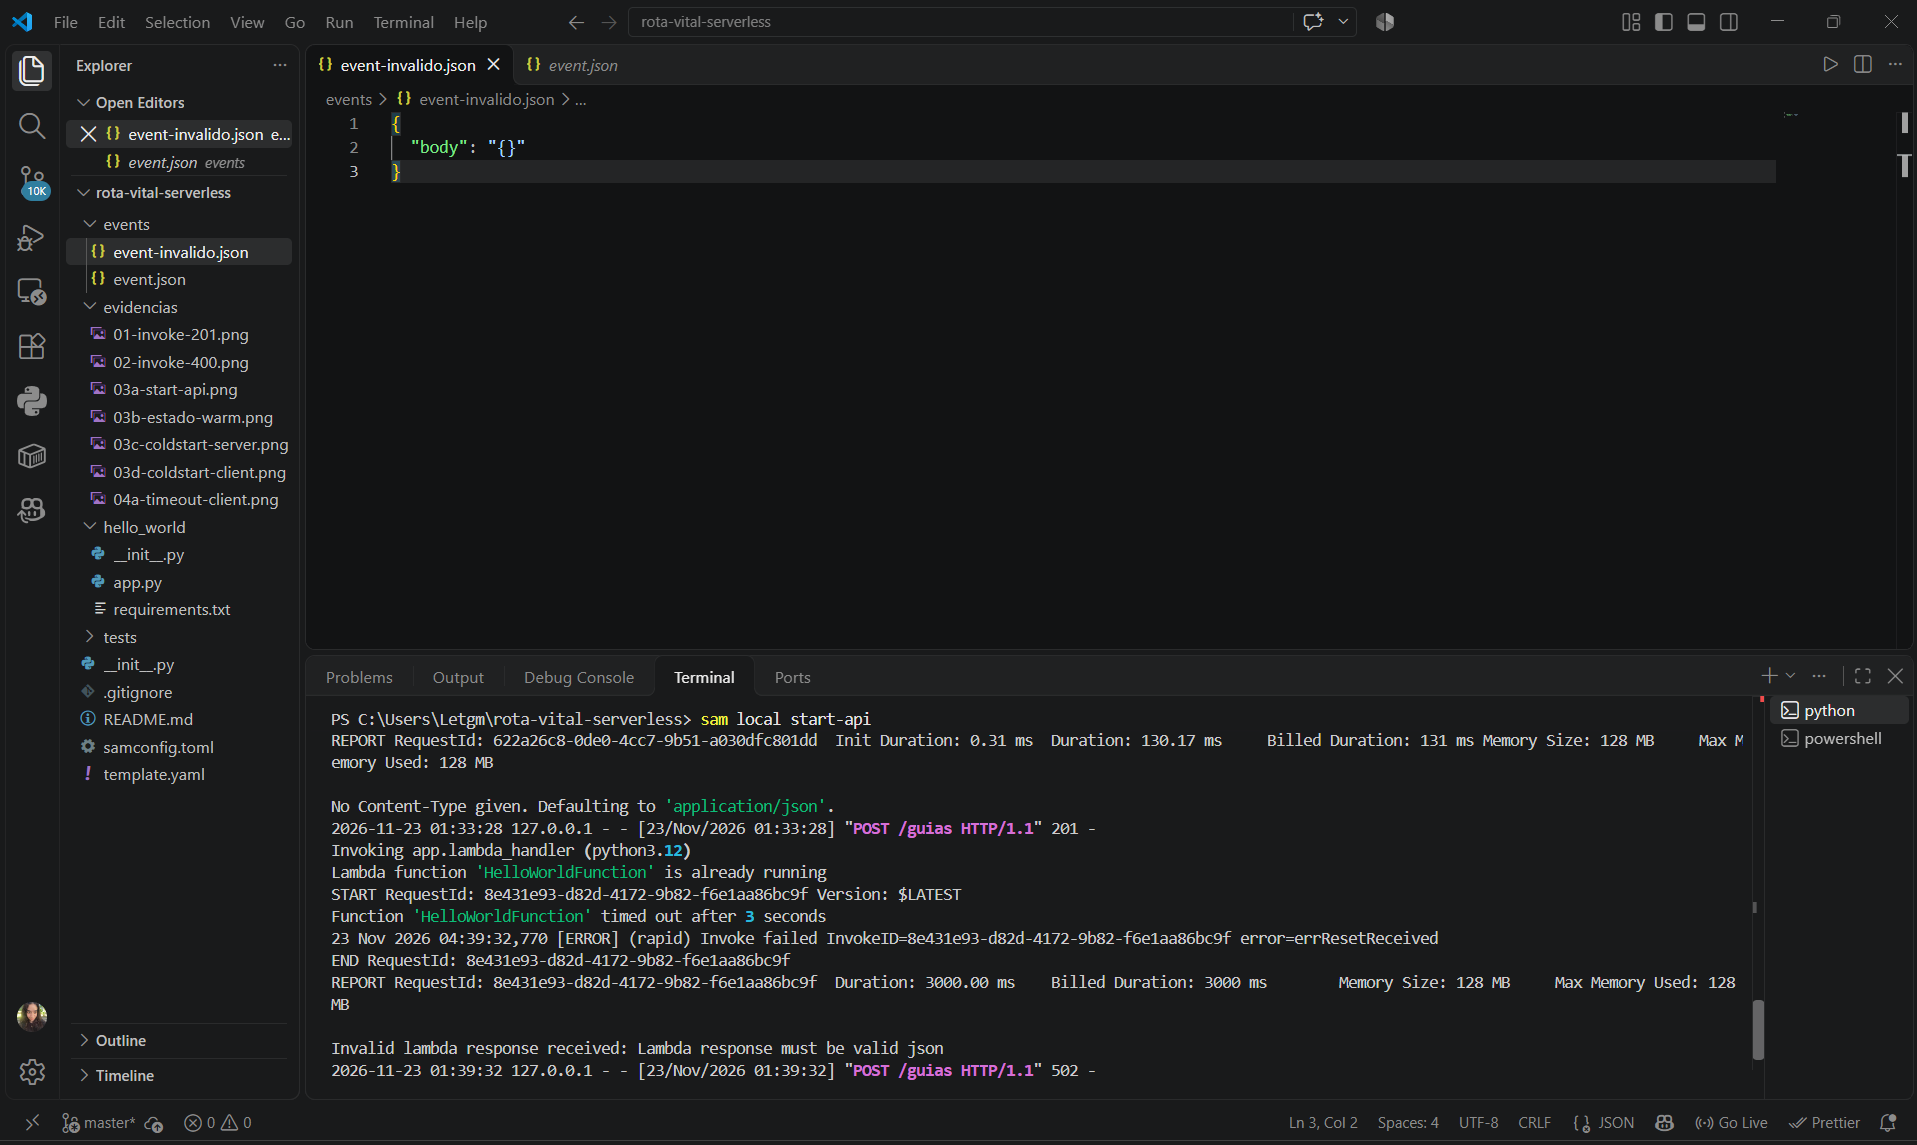 File Edit Selection View Go Run Terminal Help
rota-vital-serverless
Explorer
Open Editors
event-invalido.json e...
event.json events
rota-vital-serverless
events
event-invalido.json
event.json
evidencias
01-invoke-201.png
02-invoke-400.png
03a-start-api.png
03b-estado-warm.png
03c-coldstart-server.png
03d-coldstart-client.png
04a-timeout-client.png
hello_world
__init__.py
app.py
requirements.txt
tests
__init__.py
.gitignore
README.md
samconfig.toml
template.yaml
Outline
Timeline
10K
event-invalido.json
event.json
events > {} event-invalido.json > ...
1 {
2 "body": "{}"
3 }
Problems Output Debug Console Terminal Ports
PS C:\Users\Letgm\rota-vital-serverless> sam local start-api
REPORT RequestId: 622a26c8-0de0-4cc7-9b51-a030dfc801dd Init Duration: 0.31 ms Duration: 130.17 ms Billed Duration: 131 ms Memory Size: 128 MB Max M
emory Used: 128 MB
No Content-Type given. Defaulting to 'application/json'.
2026-11-23 01:33:28 127.0.0.1 - - [23/Nov/2026 01:33:28] "POST /guias HTTP/1.1" 201 -
Invoking app.lambda_handler (python3.12)
Lambda function 'HelloWorldFunction' is already running
START RequestId: 8e431e93-d82d-4172-9b82-f6e1aa86bc9f Version: $LATEST
Function 'HelloWorldFunction' timed out after 3 seconds
23 Nov 2026 04:39:32,770 [ERROR] (rapid) Invoke failed InvokeID=8e431e93-d82d-4172-9b82-f6e1aa86bc9f error=errResetReceived
END RequestId: 8e431e93-d82d-4172-9b82-f6e1aa86bc9f
REPORT RequestId: 8e431e93-d82d-4172-9b82-f6e1aa86bc9f Duration: 3000.00 ms Billed Duration: 3000 ms Memory Size: 128 MB Max Memory Used: 128
MB
Invalid lambda response received: Lambda response must be valid json
2026-11-23 01:39:32 127.0.0.1 - - [23/Nov/2026 01:39:32] "POST /guias HTTP/1.1" 502 -
python
powershell
master* 0 0
Ln 3, Col 2 Spaces: 4 UTF-8 CRLF {} JSON Go Live Prettier